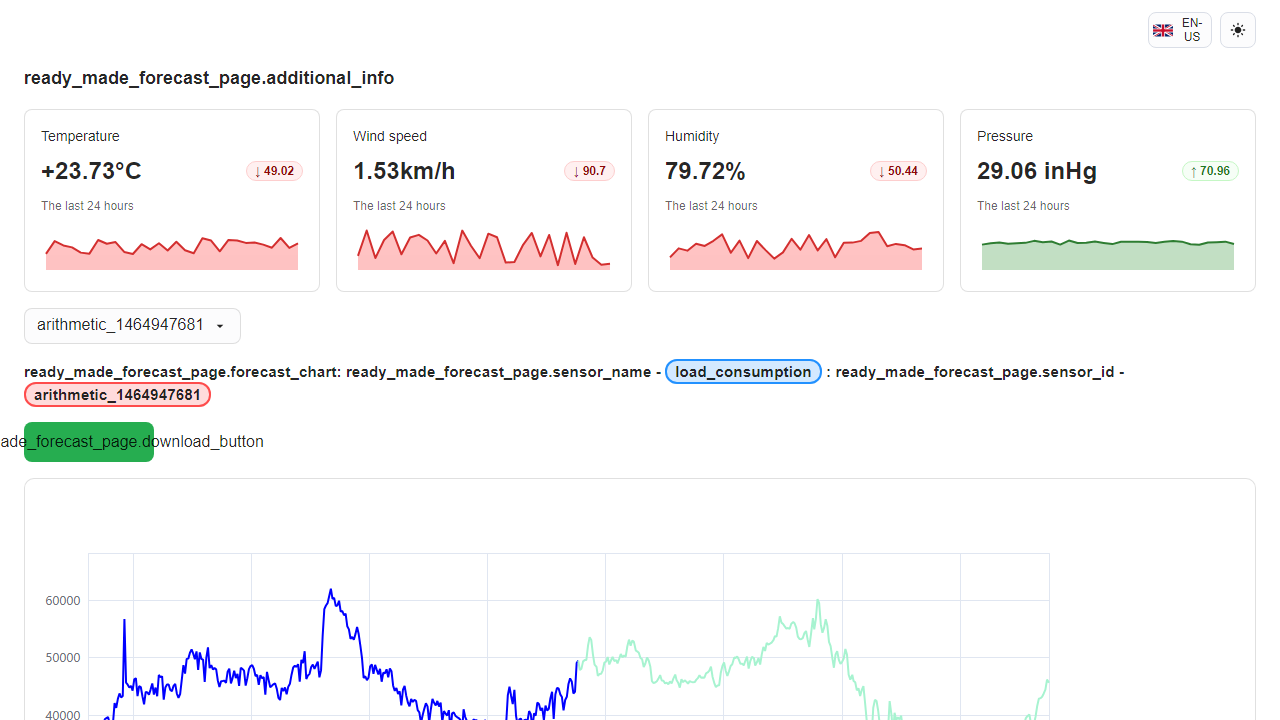 EN-
US
ready_made_forecast_page.additional_info
Temperature
+23.73°C
↓ 49.02
The last 24 hours
Wind speed
1.53km/h
↓ 90.7
The last 24 hours
Humidity
79.72%
↓ 50.44
The last 24 hours
Pressure
29.06 inHg
↑ 70.96
The last 24 hours
arithmetic_1464947681
ready_made_forecast_page.forecast_chart: ready_made_forecast_page.sensor_name - load_consumption : ready_made_forecast_page.sensor_id -
arithmetic_1464947681
ade_forecast_page.download_button
60000
50000
40000